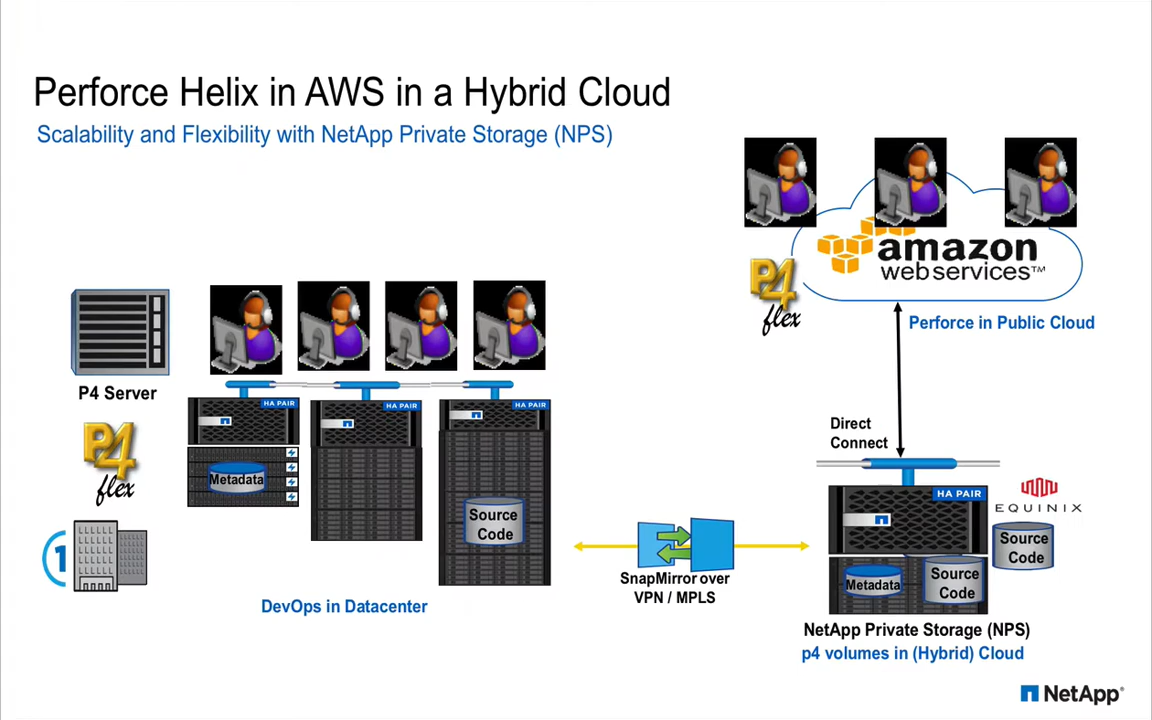 Perforce Helix in AWS in a Hybrid Cloud
Scalability and Flexibility with NetApp Private Storage (NPS)
amazon
webservices™
P4
flex
Perforce in Public Cloud
P4 Server
HA PAIR
HA PAIR
HA PAIR
P4
flex
Metadata
Source
Code
Direct
Connect
HA PAIR
EQUINIX
Source
Code
1
SnapMirror over
VPN / MPLS
Metadata
Source
Code
DevOps in Datacenter
NetApp Private Storage (NPS)
p4 volumes in (Hybrid) Cloud
NetApp®